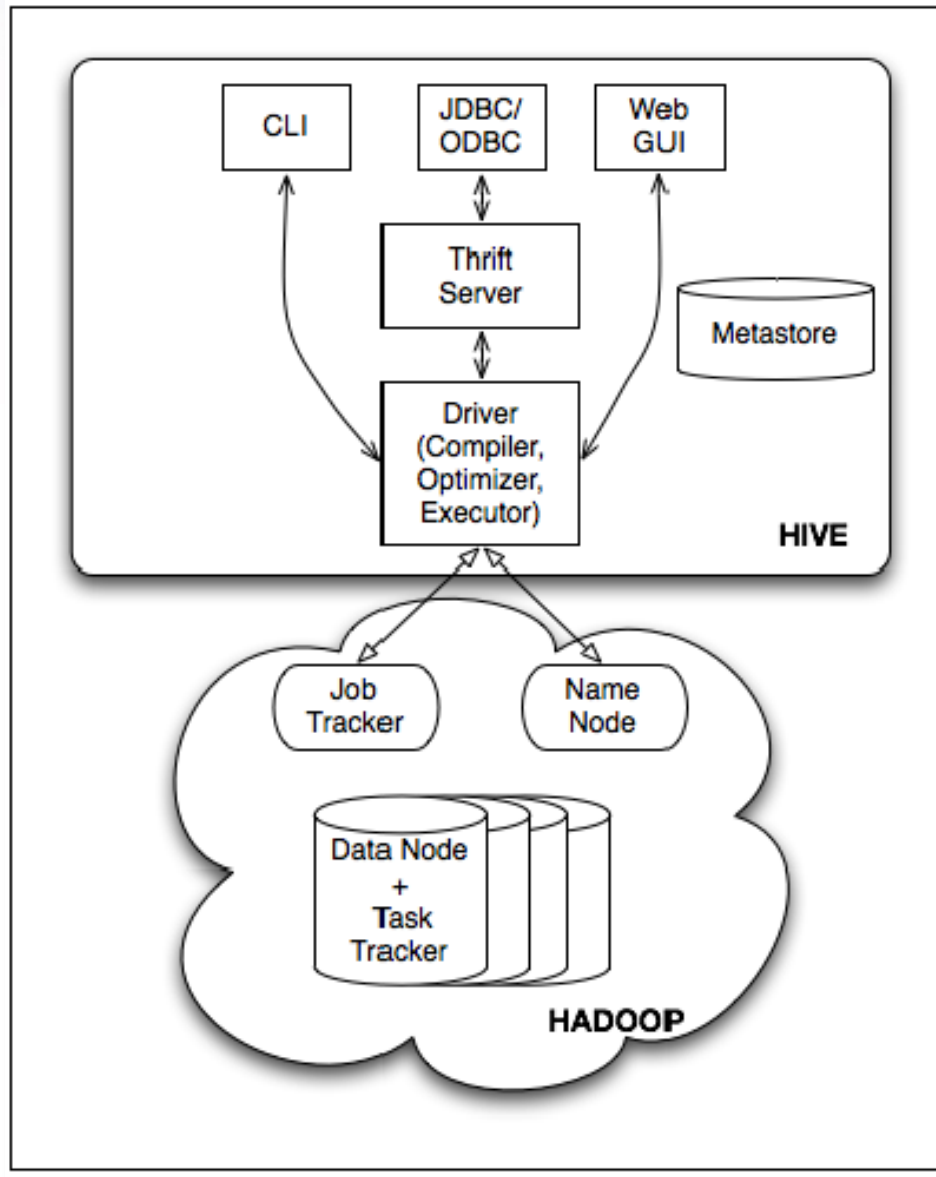 CLI
JDBC/
ODBC
Web
GUI
Thrift
Server
Metastore
Driver
(Compiler,
Optimizer,
Executor)
HIVE
Job
Tracker
Name
Node
Data Node
+
Task
Tracker
HADOOP